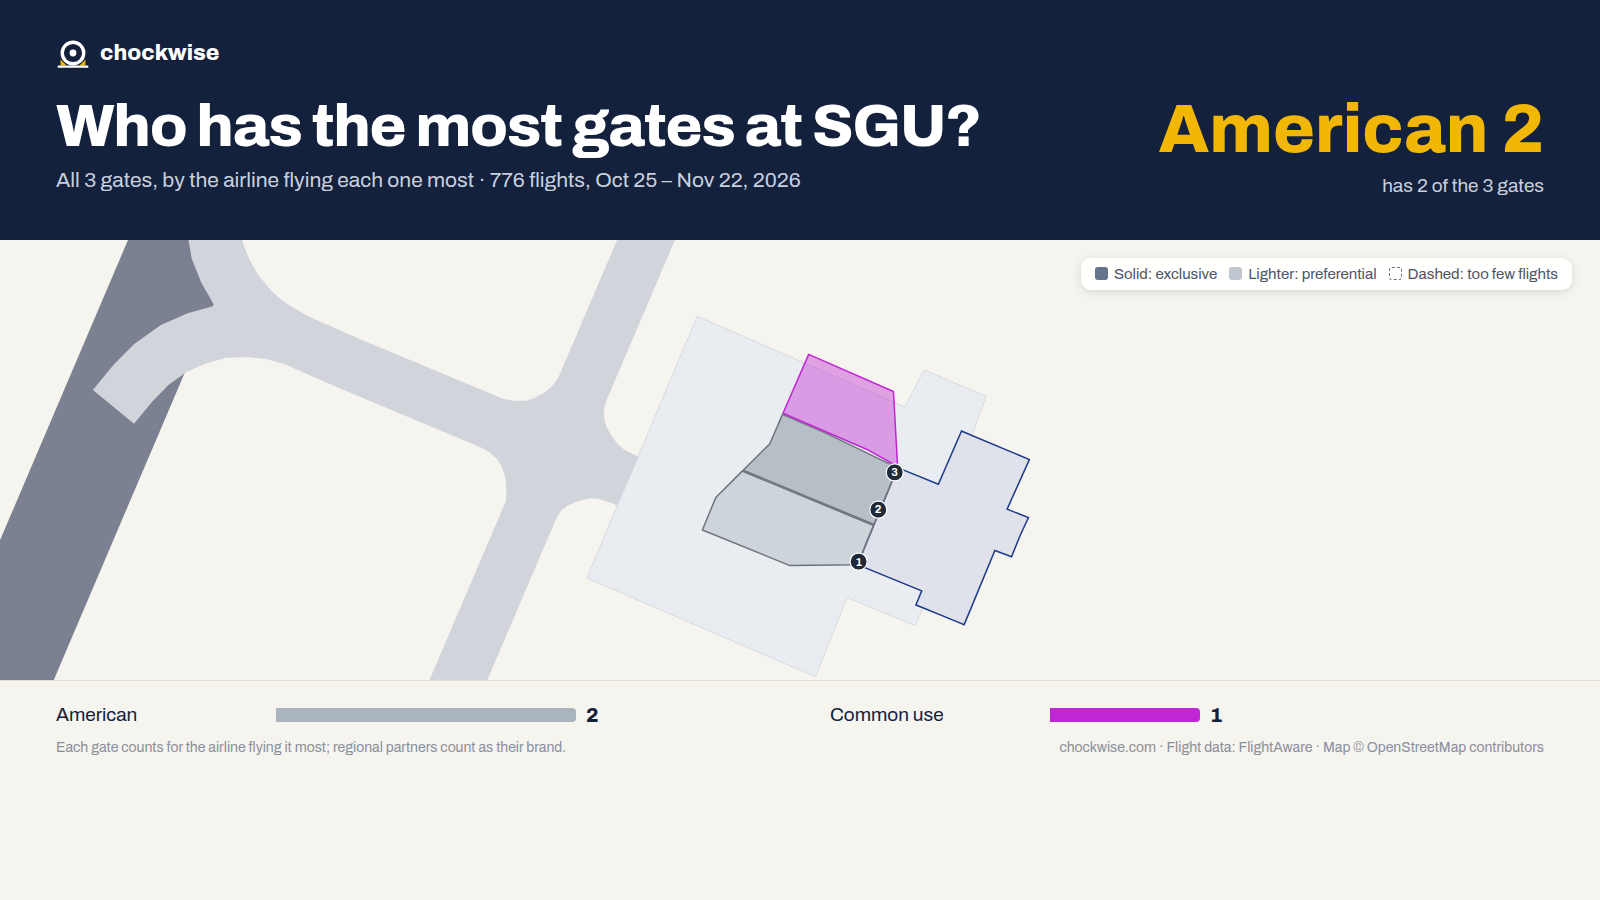 chockwise
Who has the most gates at SGU?
All 3 gates, by the airline flying each one most · 776 flights, Oct 25 – Nov 22, 2026
American 2
has 2 of the 3 gates
Solid: exclusive
Lighter: preferential
Dashed: too few flights
3
2
1
American 2
Common use 1
Each gate counts for the airline flying it most; regional partners count as their brand.
chockwise.com · Flight data: FlightAware · Map © OpenStreetMap contributors